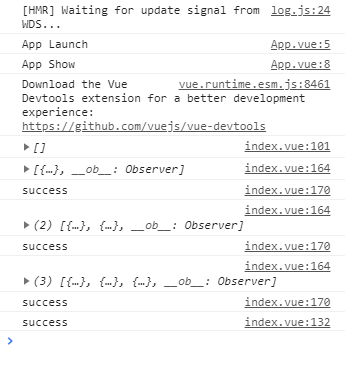 [HMR] Waiting for update signal from log.js:24
WDS...
App Launch App.vue:5
App Show App.vue:8
Download the Vue vue.runtime.esm.js:8461
Devtools extension for a better development
experience:
https://github.com/vuejs/vue-devtools
▶ [] index.vue:101
▶ [{…}, __ob__: Observer] index.vue:164
success index.vue:170
index.vue:164
▶ (2) [{…}, {…}, __ob__: Observer]
success index.vue:170
index.vue:164
▶ (3) [{…}, {…}, {…}, __ob__: Observer]
success index.vue:170
success index.vue:132
>